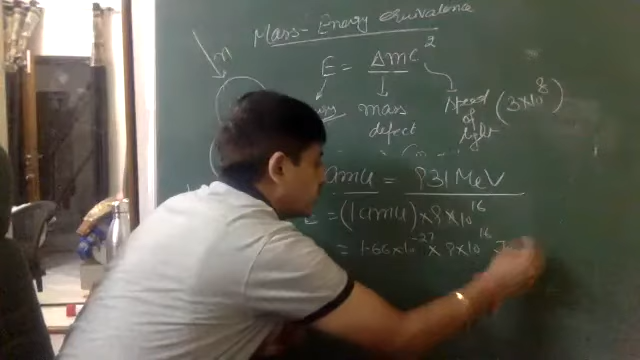 Mass-Energy equivalence
m
E = Δmc²
mass defect
speed of light (3×10⁸)
amu = 931 MeV
= (1 amu) × 9 × 10¹⁶
= 1.66 × 10⁻²⁷ × 9 × 10¹⁶